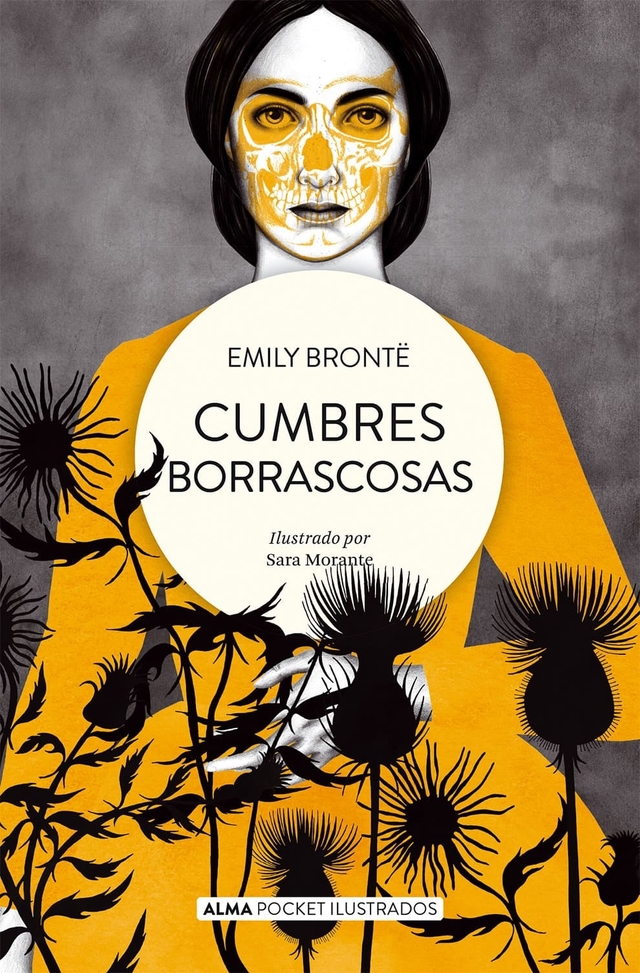 EMILY BRONTË
CUMBRES
BORRASCOSAS
Ilustrado por
Sara Morante
ALMA POCKET ILUSTRADOS